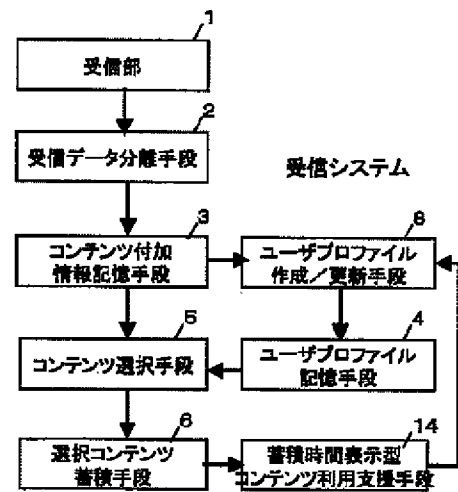 1
受信部
2
受信データ分離手段
受信システム
3
コンテンツ付加
情報記憶手段
8
ユーザプロファイル
作成／更新手段
5
コンテンツ選択手段
4
ユーザプロファイル
記憶手段
6
選択コンテンツ
蓄積手段
14
蓄積時間表示型
コンテンツ利用支援手段